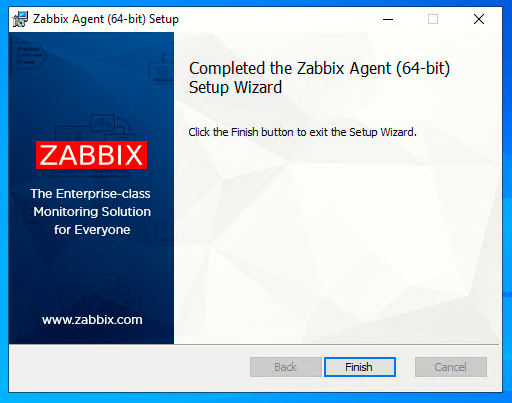 Zabbix Agent (64-bit) Setup
Completed the Zabbix Agent (64-bit)
Setup Wizard
Click the Finish button to exit the Setup Wizard.
ZABBIX
The Enterprise-class
Monitoring Solution
for Everyone
www.zabbix.com
Back
Finish
Cancel